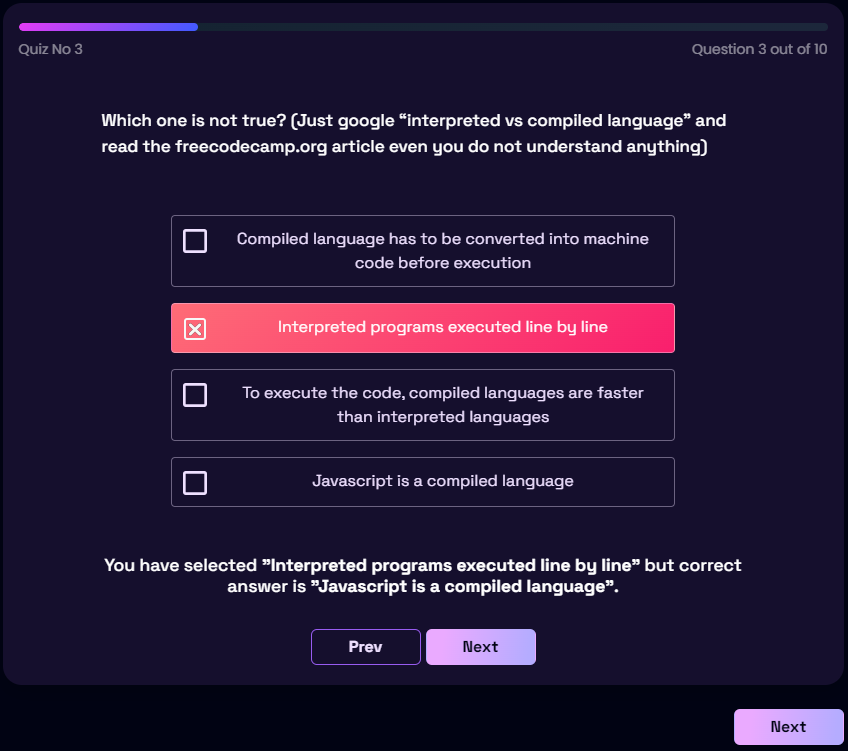 Quiz No 3
Question 3 out of 10
Which one is not true? (Just google “interpreted vs compiled language” and
read the freecodecamp.org article even you do not understand anything)
Compiled language has to be converted into machine
code before execution
Interpreted programs executed line by line
To execute the code, compiled languages are faster
than interpreted languages
Javascript is a compiled language
You have selected ”Interpreted programs executed line by line” but correct
answer is ”Javascript is a compiled language”.
Prev
Next
Next